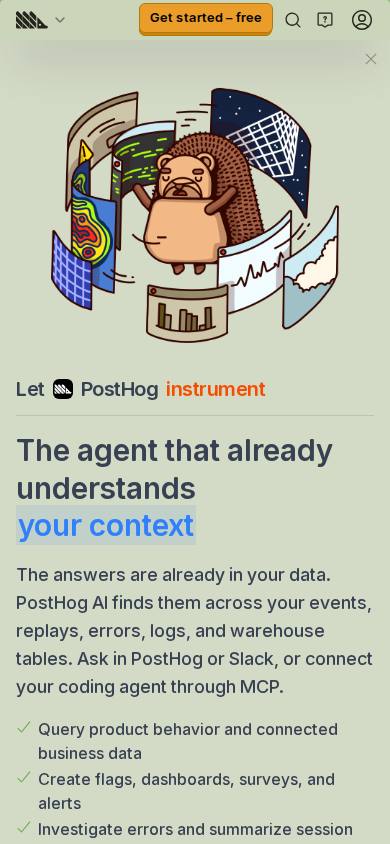 Get started – free
Let PostHog instrument
The agent that already
understands
your context
The answers are already in your data.
PostHog AI finds them across your events,
replays, errors, logs, and warehouse
tables. Ask in PostHog or Slack, or connect
your coding agent through MCP.
Query product behavior and connected
business data
Create flags, dashboards, surveys, and
alerts
Investigate errors and summarize session